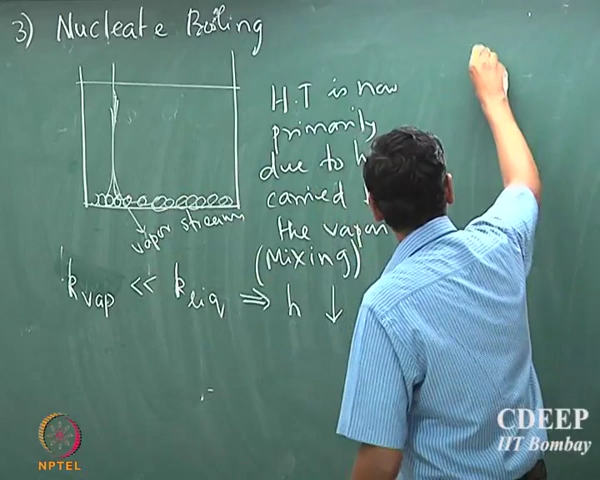 3) Nucleate Boiling
H.T is now
primarily
due to
carried
the vapor
(Mixing)
vapor stream
k vap << k liq ⇒ h ↓
NPTEL
CDEEP
IIT Bombay